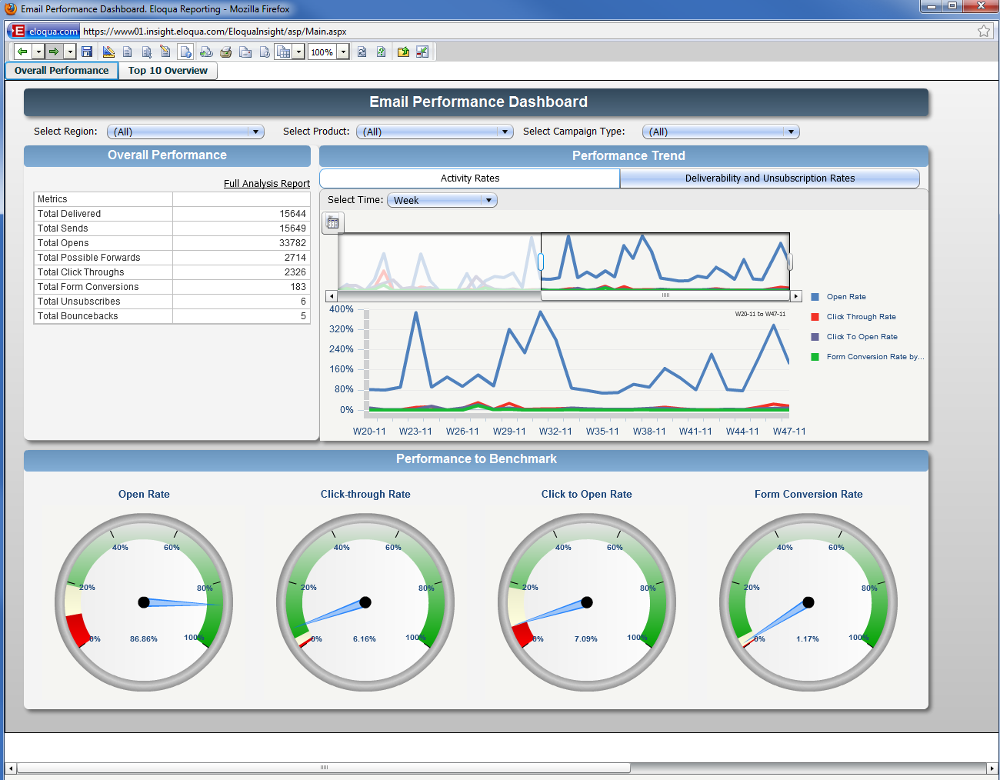 Email Performance Dashboard. Eloqua Reporting - Mozilla Firefox
eloqua.com https://www01.insight.eloqua.com/EloquaInsight/asp/Main.aspx
100%
Overall Performance Top 10 Overview
Email Performance Dashboard
Select Region: (All) Select Product: (All) Select Campaign Type: (All)
Overall Performance
Full Analysis Report
Metrics
Total Delivered 15644
Total Sends 15649
Total Opens 33782
Total Possible Forwards 2714
Total Click Throughs 2326
Total Form Conversions 183
Total Unsubscribes 6
Total Bouncebacks 5
Performance Trend
Activity Rates Deliverability and Unsubscription Rates
Select Time: Week
W20-11 to W47-11
400%
320%
240%
160%
80%
0%
W20-11 W23-11 W26-11 W29-11 W32-11 W35-11 W38-11 W41-11 W44-11 W47-11
Open Rate
Click Through Rate
Click To Open Rate
Form Conversion Rate by...
Performance to Benchmark
Open Rate
0% 20% 40% 60% 80% 100%
86.86%
Click-through Rate
0% 20% 40% 60% 80% 100%
6.16%
Click to Open Rate
0% 20% 40% 60% 80% 100%
7.09%
Form Conversion Rate
0% 20% 40% 60% 80% 100%
1.17%